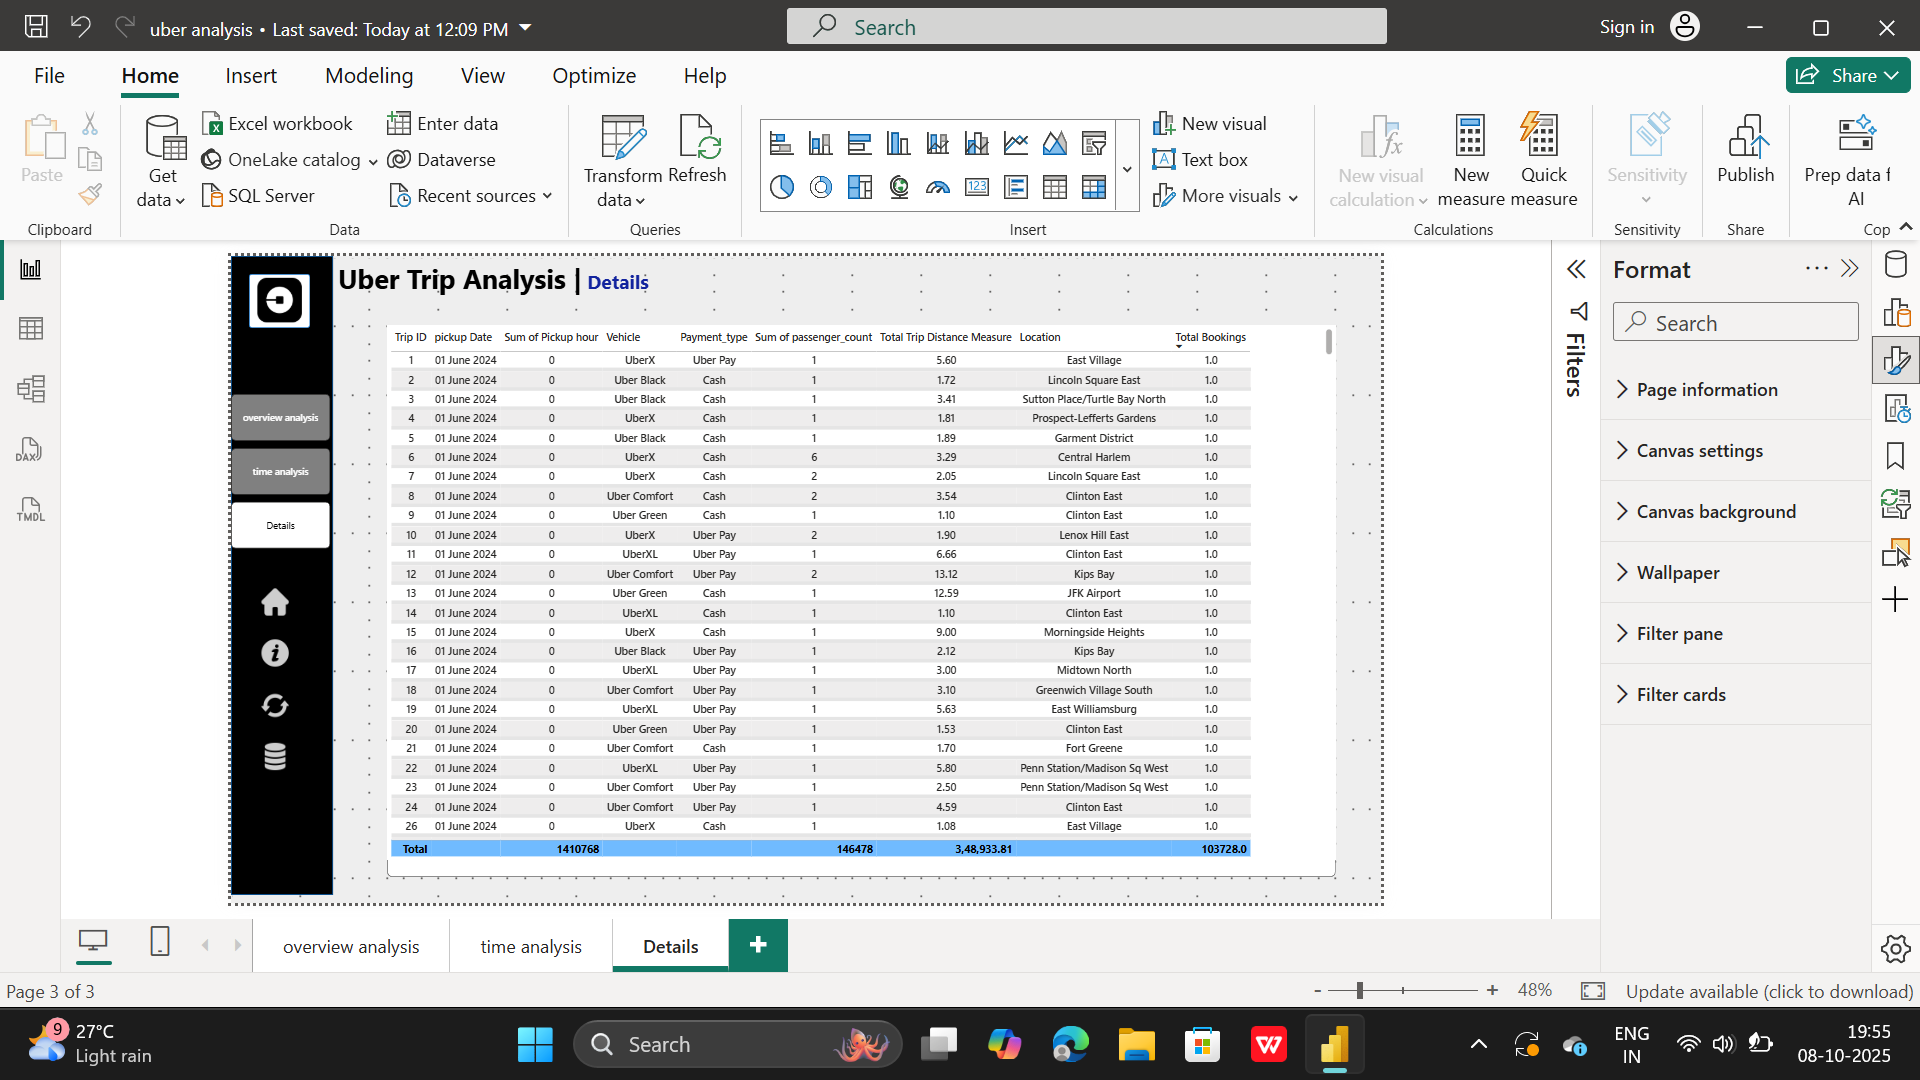 uber analysis • Last saved: Today at 12:09 PM
Search
Sign in
File Home Insert Modeling View Optimize Help
Share
Paste
Clipboard
Get data
Excel workbook
OneLake catalog
SQL Server
Enter data
Dataverse
Recent sources
Data
Transform data
Refresh
Queries
123
New visual
Text box
More visuals
Insert
New visual calculation
New measure
Quick measure
Calculations
Sensitivity
Sensitivity
Publish
Share
Prep data f
AI
Cop
DAX
TMDL
Uber Trip Analysis | Details
overview analysis
time analysis
Details
Trip ID pickup Date Sum of Pickup hour Vehicle Payment_type Sum of passenger_count Total Trip Distance Measure Location Total Bookings
1 01 June 2024 0 UberX Uber Pay 1 5.60 East Village 1.0
2 01 June 2024 0 Uber Black Cash 1 1.72 Lincoln Square East 1.0
3 01 June 2024 0 Uber Black Cash 1 3.41 Sutton Place/Turtle Bay North 1.0
4 01 June 2024 0 UberX Cash 1 1.81 Prospect-Lefferts Gardens 1.0
5 01 June 2024 0 Uber Black Cash 1 1.89 Garment District 1.0
6 01 June 2024 0 UberX Cash 6 3.29 Central Harlem 1.0
7 01 June 2024 0 UberX Cash 2 2.05 Lincoln Square East 1.0
8 01 June 2024 0 Uber Comfort Cash 2 3.54 Clinton East 1.0
9 01 June 2024 0 Uber Green Cash 1 1.10 Clinton East 1.0
10 01 June 2024 0 UberX Uber Pay 2 1.90 Lenox Hill East 1.0
11 01 June 2024 0 UberXL Uber Pay 1 6.66 Clinton East 1.0
12 01 June 2024 0 Uber Comfort Uber Pay 2 13.12 Kips Bay 1.0
13 01 June 2024 0 Uber Green Cash 1 12.59 JFK Airport 1.0
14 01 June 2024 0 UberXL Cash 1 1.10 Clinton East 1.0
15 01 June 2024 0 UberX Cash 1 9.00 Morningside Heights 1.0
16 01 June 2024 0 Uber Black Uber Pay 1 2.12 Kips Bay 1.0
17 01 June 2024 0 UberXL Uber Pay 1 3.00 Midtown North 1.0
18 01 June 2024 0 Uber Comfort Uber Pay 1 3.10 Greenwich Village South 1.0
19 01 June 2024 0 UberXL Uber Pay 1 5.63 East Williamsburg 1.0
20 01 June 2024 0 Uber Green Uber Pay 1 1.53 Clinton East 1.0
21 01 June 2024 0 Uber Comfort Cash 1 1.70 Fort Greene 1.0
22 01 June 2024 0 UberXL Uber Pay 1 5.80 Penn Station/Madison Sq West 1.0
23 01 June 2024 0 Uber Comfort Uber Pay 1 2.50 Penn Station/Madison Sq West 1.0
24 01 June 2024 0 Uber Comfort Uber Pay 1 4.59 Clinton East 1.0
26 01 June 2024 0 UberX Cash 1 1.08 East Village 1.0
Total 1410768 146478 3,48,933.81 103728.0
Filters
Format
Search
Page information
Canvas settings
Canvas background
Wallpaper
Filter pane
Filter cards
overview analysis time analysis Details +
Page 3 of 3
- + 48%
Update available (click to download)
9
27°C
Light rain
Search
W
ENG
IN
19:55
08-10-2025